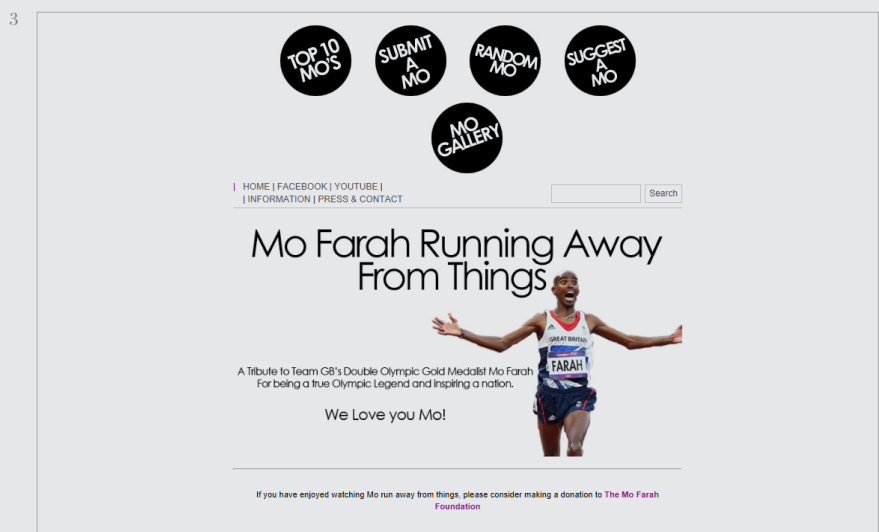 3
TOP 10
MO'S
SUBMIT
A
MO
RANDOM
MO
SUGGEST
A
MO
MO
GALLERY
| HOME | FACEBOOK | YOUTUBE |
| INFORMATION | PRESS & CONTACT
Search
Mo Farah Running Away
From Things
A Tribute to Team GB's Double Olympic Gold Medalist Mo Farah
For being a true Olympic Legend and inspiring a nation.
We Love you Mo!
GREAT BRITAIN
FARAH
If you have enjoyed watching Mo run away from things, please consider making a donation to The Mo Farah
Foundation